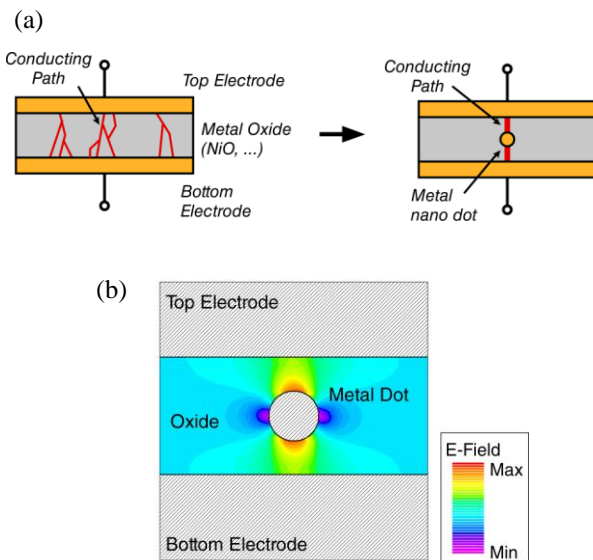 (a)
Conducting
Path
Top Electrode
Metal Oxide
(NiO, ...)
Bottom
Electrode
Conducting
Path
Metal
nano dot
(b)
Top Electrode
Metal Dot
Oxide
Bottom Electrode
E-Field
Max
Min